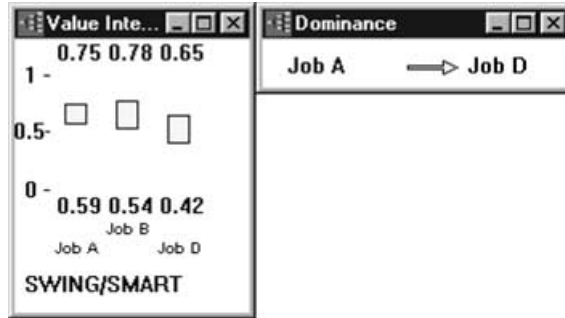 Value Inte...
0.75 0.78 0.65
1 -
0.5-
0 -
0.59 0.54 0.42
Job B
Job A Job D
SWING/SMART
Dominance
Job A Job D